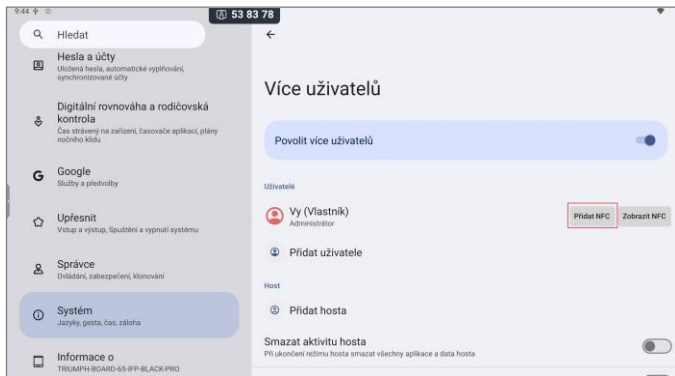 9:44
53 83 78
Hledat
Hesla a účty
Uložená hesla, automatické vyplňování,
synchronizované účty
Digitální rovnováha a rodičovská
kontrola
Čas strávený na zařízení, časovače aplikací, plány
nočního klidu
Google
Služby a předvolby
Upřesnit
Vstup a výstup, Spuštění a vypnutí systému
Správce
Ovládání, zabezpečení, klonování
Systém
Jazyky, gesta, čas, záloha
Informace o
TRIUMPH-BOARD-65-IFP-BLACK-PRO
Více uživatelů
Povolit více uživatelů
Uživatelé
Vy (Vlastník)
Administrátor
Přidat NFC
Zobrazit NFC
Přidat uživatele
Host
Přidat hosta
Smazat aktivitu hosta
Při ukončení režimu hosta smazat všechny aplikace a data hosta